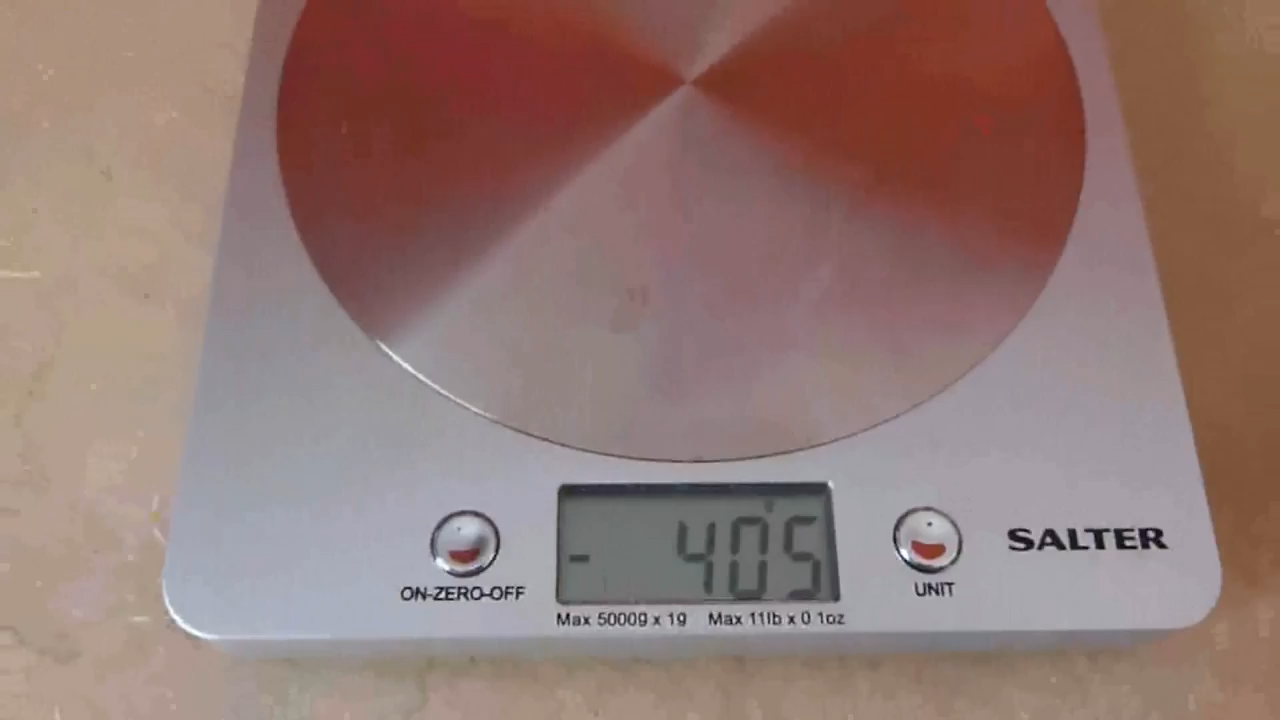 - 405
SALTER
ON-ZERO-OFF
UNIT
Max 5000g x 1g Max 11lb x 0.1oz